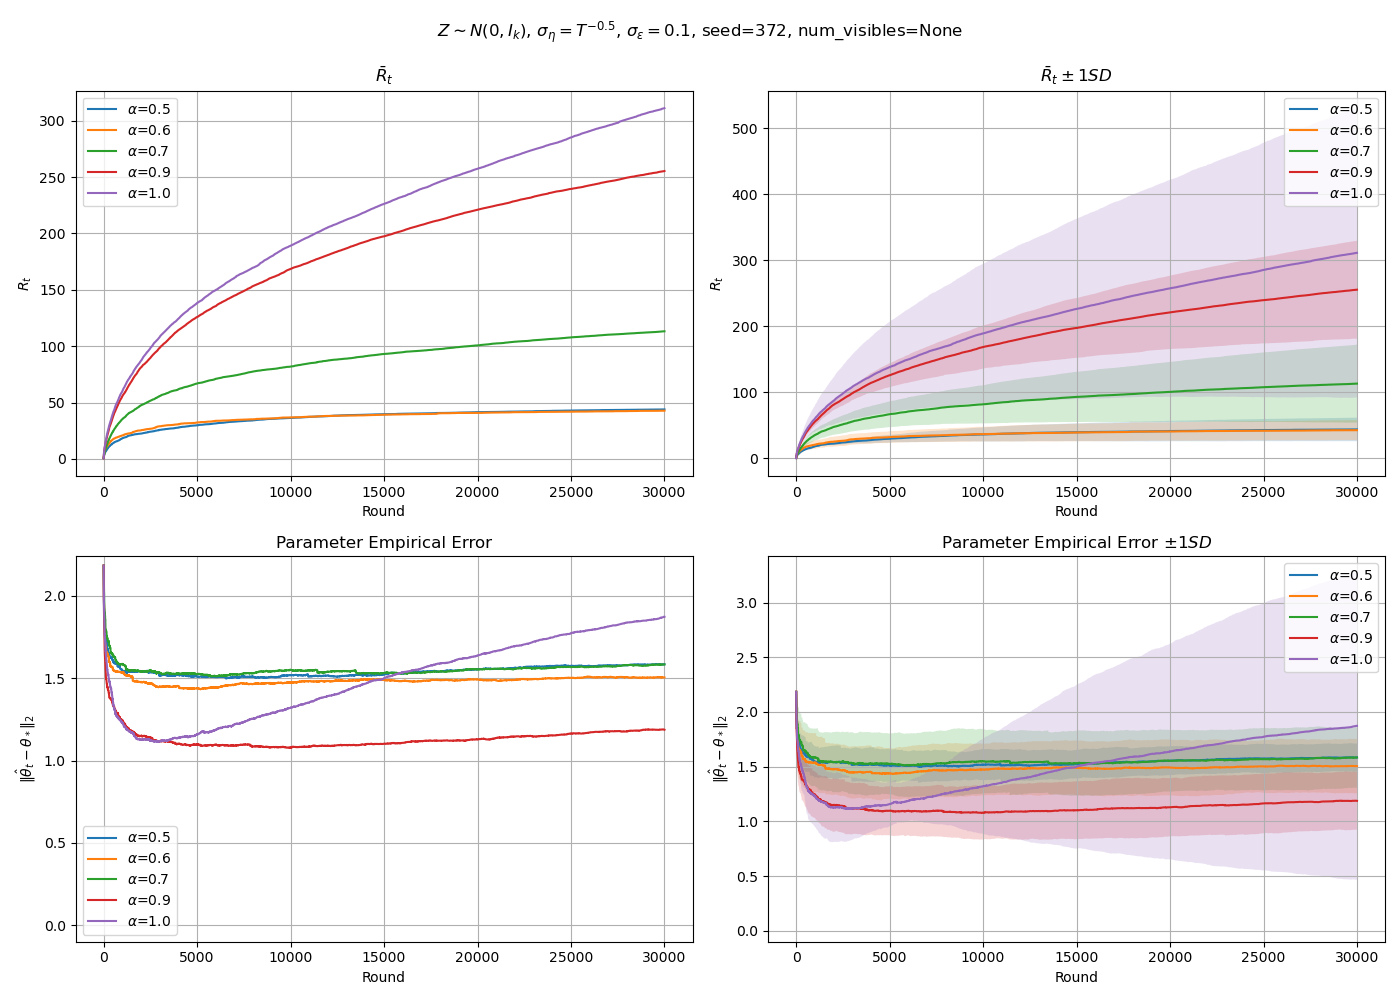 Z ~ N(0, I_k), σ_η = T^{-0.5}, σ_ε = 0.1, seed=372, num_visibles=None
R̄_t
R_t
300
250
200
150
100
50
0
α=0.5
α=0.6
α=0.7
α=0.9
α=1.0
0 5000 10000 15000 20000 25000 30000
Round
R̄_t ± 1SD
R_t
500
400
300
200
100
0
α=0.5
α=0.6
α=0.7
α=0.9
α=1.0
0 5000 10000 15000 20000 25000 30000
Round
Parameter Empirical Error
‖θ̂_t − θ_*‖_2
2.0
1.5
1.0
0.5
0.0
α=0.5
α=0.6
α=0.7
α=0.9
α=1.0
0 5000 10000 15000 20000 25000 30000
Round
Parameter Empirical Error ±1SD
‖θ̂_t − θ_*‖_2
3.0
2.5
2.0
1.5
1.0
0.5
0.0
α=0.5
α=0.6
α=0.7
α=0.9
α=1.0
0 5000 10000 15000 20000 25000 30000
Round